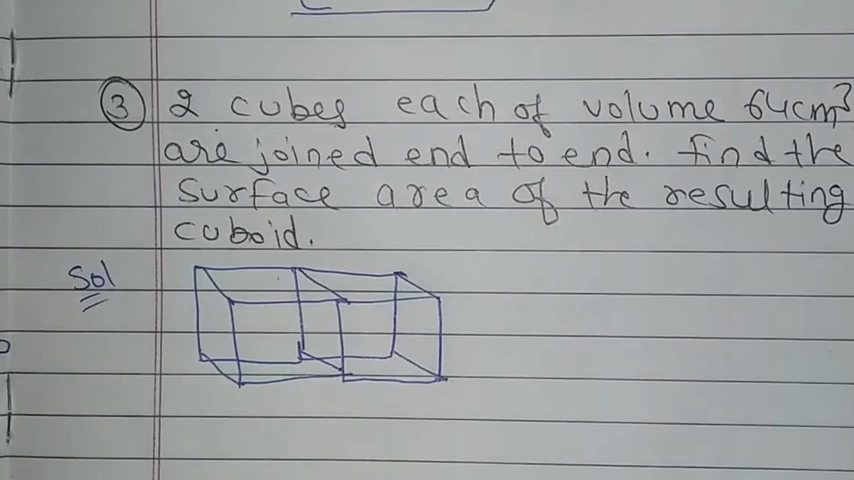 ③ 2 cubes each of volume 64cm³
are joined end to end. find the
surface area of the resulting
cuboid.
Sol